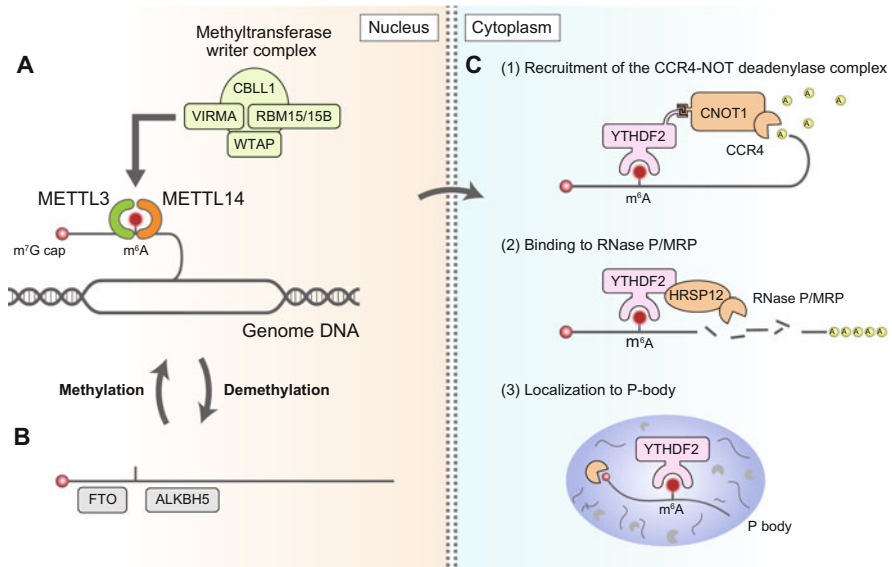 Nucleus
Cytoplasm
A
Methyltransferase
writer complex
CBLL1
VIRMA
RBM15/15B
WTAP
METTL3
METTL14
m⁷G cap
m⁶A
Genome DNA
Methylation
Demethylation
B
FTO
ALKBH5
C
(1) Recruitment of the CCR4-NOT deadenylase complex
CNOT1
A
A
A
A
A
YTHDF2
CCR4
m⁶A
(2) Binding to RNase P/MRP
YTHDF2
HRSP12
RNase P/MRP
m⁶A
A A A A A
(3) Localization to P-body
YTHDF2
m⁶A
P body